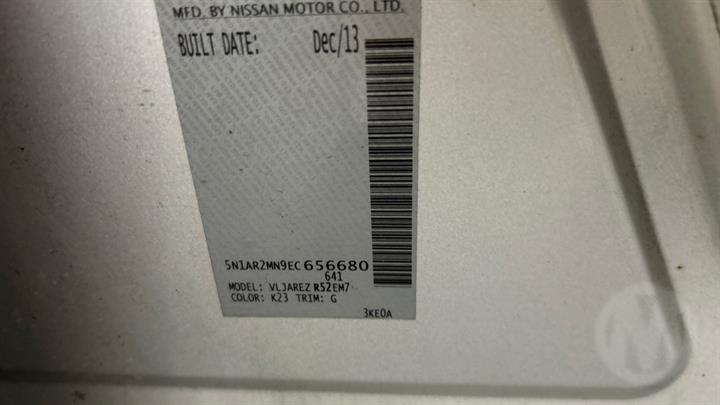 MFD. BY NISSAN MOTOR CO., LTD.
BUILT DATE: Dec/13
5N1AR2MN9EC656680
641
MODEL: VLJAREZ R52EM7
COLOR: K23 TRIM: G
3KE0A
M